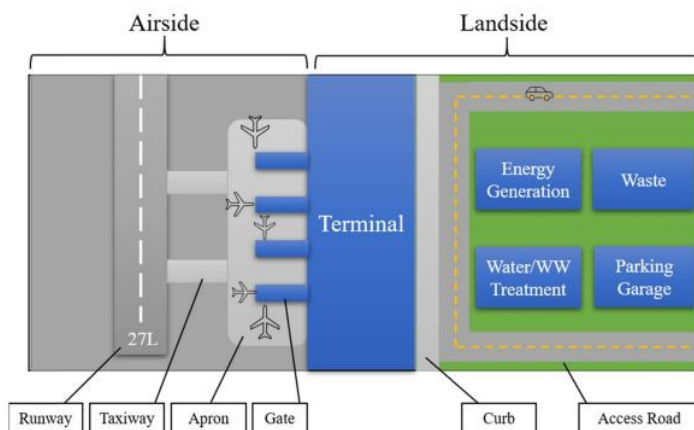 Airside
Landside
Energy
Generation
Waste
Terminal
Water/WW
Treatment
Parking
Garage
27L
Runway
Taxiway
Apron
Gate
Curb
Access Road